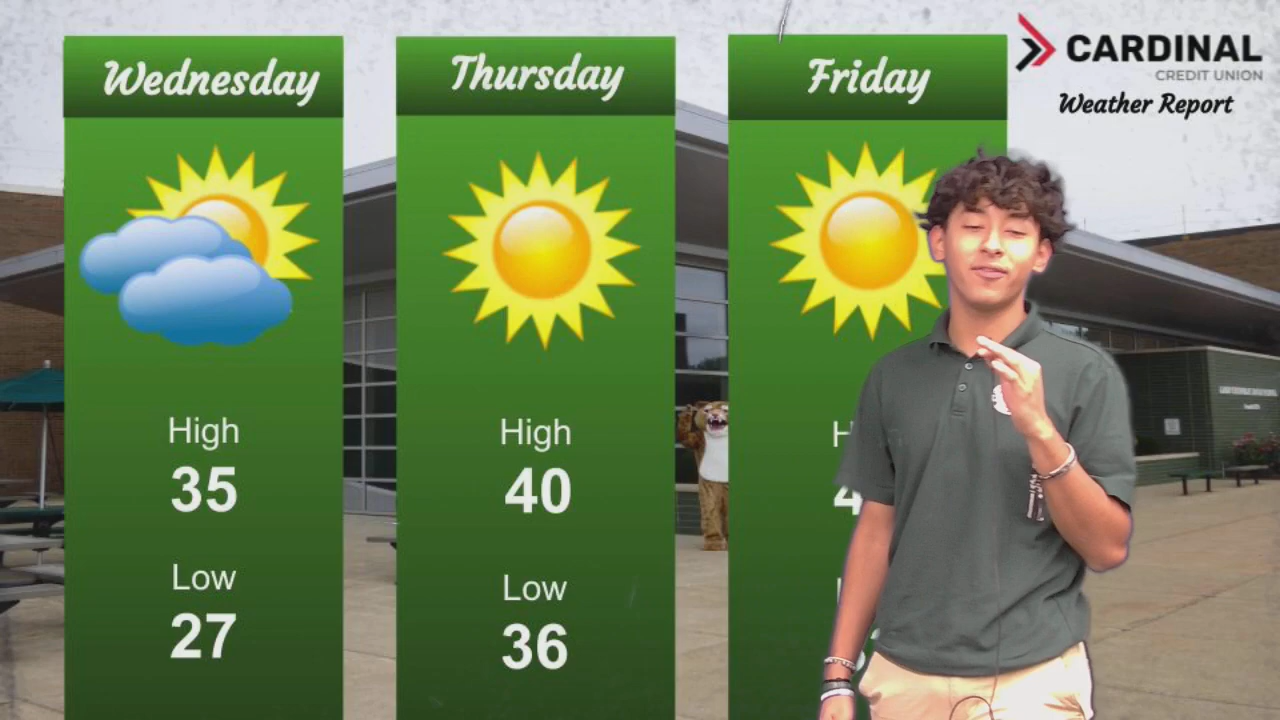 Wednesday
High
35
Low
27
Thursday
High
40
Low
36
Friday
CARDINAL
CREDIT UNION
Weather Report